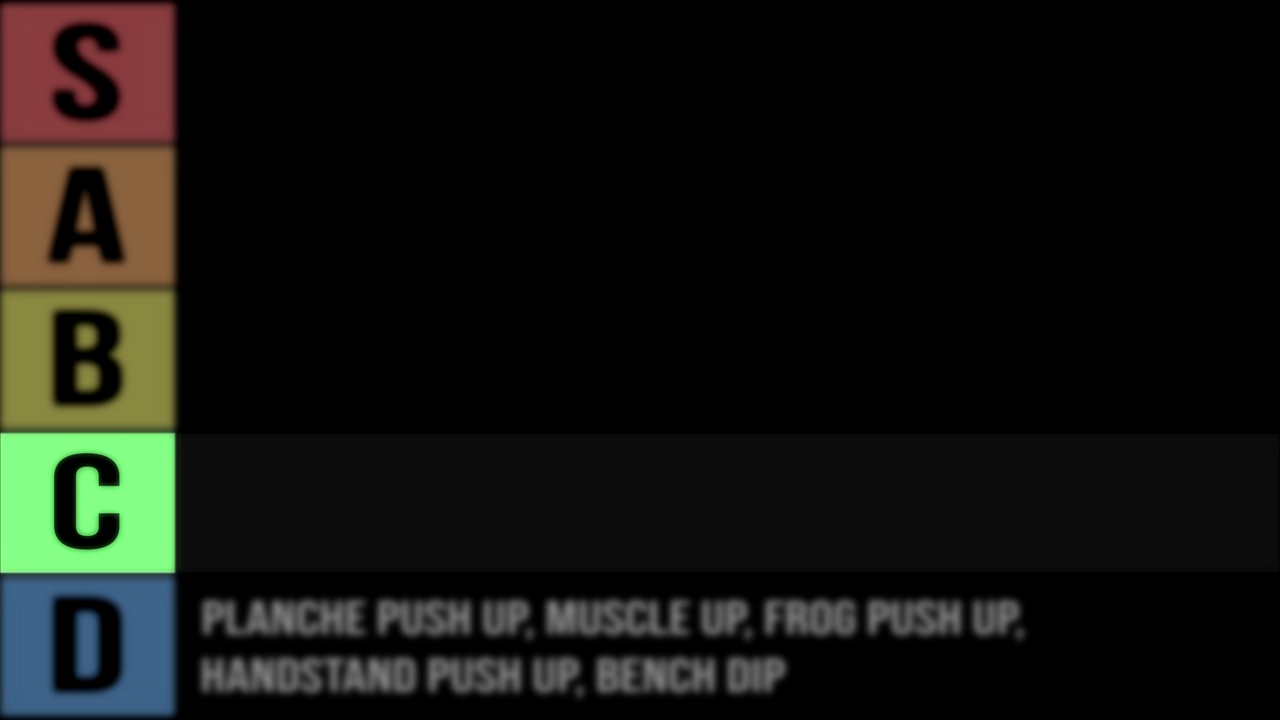 S
A
B
C
D
PLANCHE PUSH UP, MUSCLE UP, FROG PUSH UP,
HANDSTAND PUSH UP, BENCH DIP